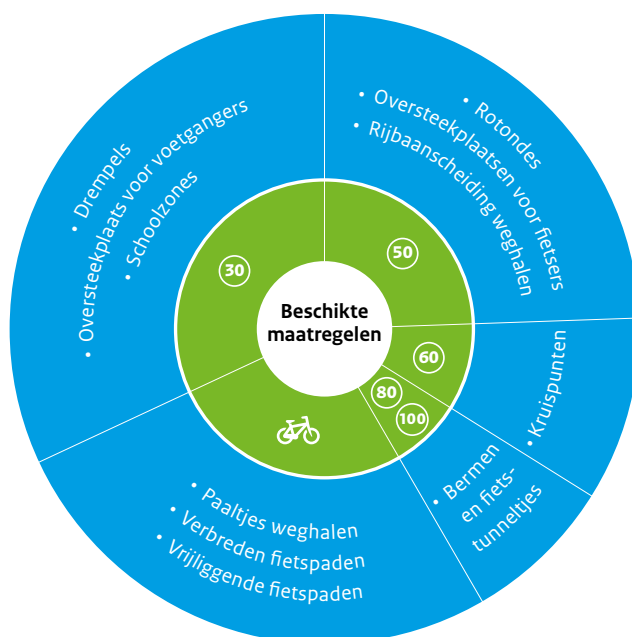 Beschikte
maatregelen
30
• Drempels
• Oversteekplaats voor voetgangers
• Schoolzones
50
• Rotondes
• Oversteekplaatsen voor fietsers
• Rijbaanscheiding weghalen
60
• Kruispunten
80
100
• Bermen
en fiets-
tunneltjes
• Paaltjes weghalen
• Verbreden fietspaden
• Vrijliggende fietspaden